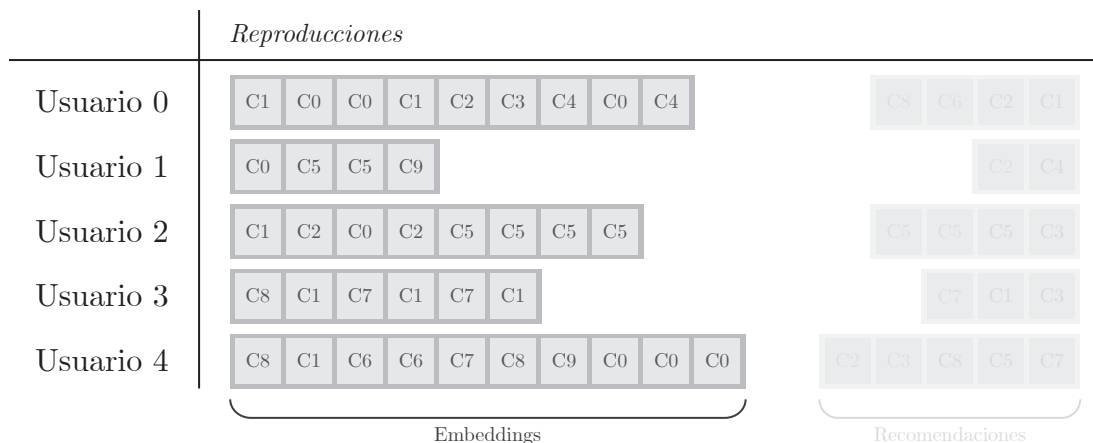 Reproducciones
Usuario 0 C1 C0 C0 C1 C2 C3 C4 C0 C4 C8 C6 C2 C1
Usuario 1 C0 C5 C5 C9 C2 C4
Usuario 2 C1 C2 C0 C2 C5 C5 C5 C5 C5 C5 C5 C3
Usuario 3 C8 C1 C7 C1 C7 C1 C7 C1 C3
Usuario 4 C8 C1 C6 C6 C7 C8 C9 C0 C0 C0 C2 C3 C8 C5 C7
Embeddings Recomendaciones